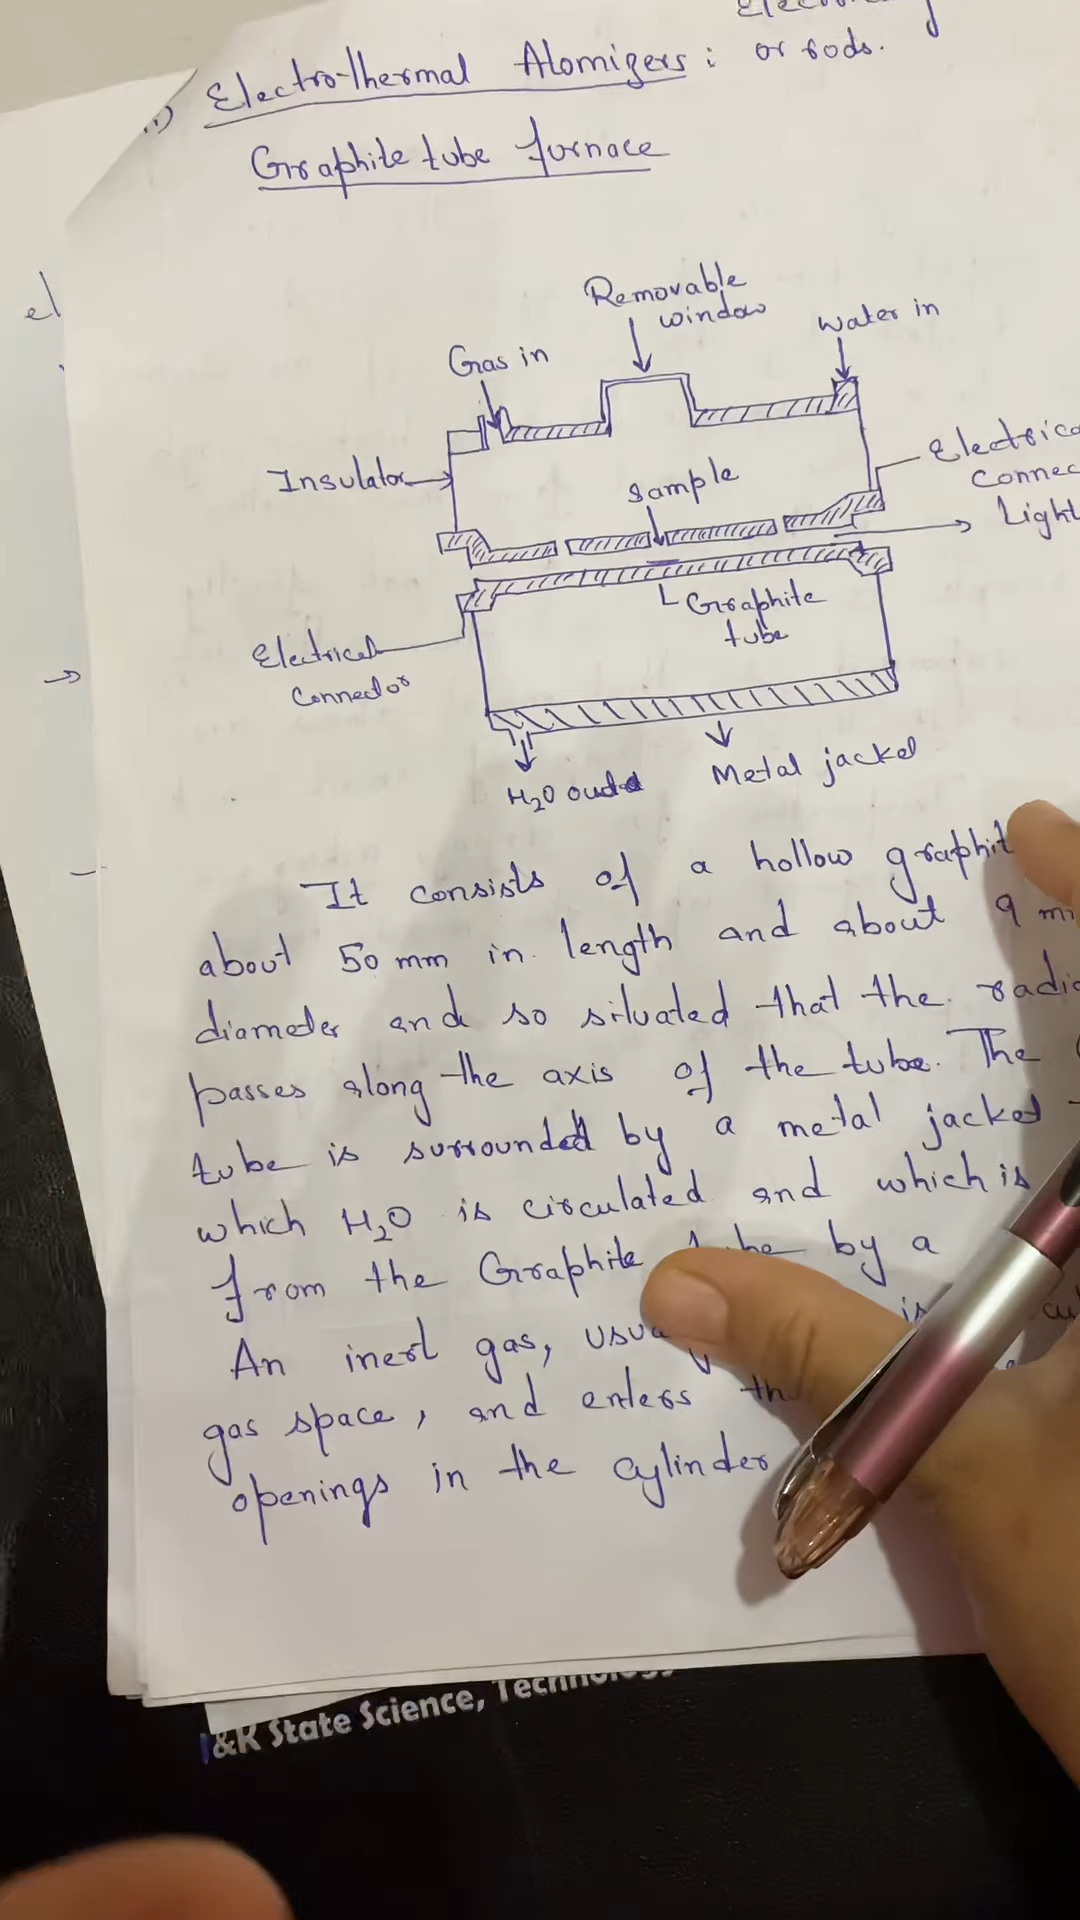 Electrothermal Atomizers: or rods.
Graphite tube furnace
el
Removable
window
Water in
Gas in
Insulator
Sample
Light
Graphite
tube
Electrical
Connector
H2O out
Metal jacket
It consists of a hollow graphit
about 50 mm in length and about 9
diameter and so situated that the
passes along the axis of the tube. The
tube is surrounded by a metal jacket
which H2O is circulated and which is
from the Graphite by a
An inert gas, is
gas space, and enters
openings in the cylinder
J&K State Science,